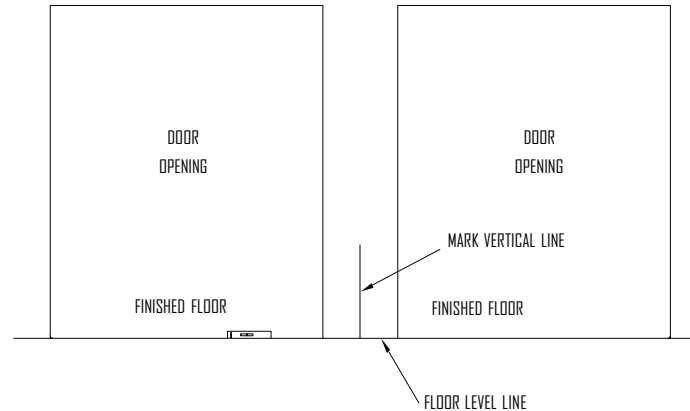 DOOR
OPENING
DOOR
OPENING
MARK VERTICAL LINE
FINISHED FLOOR
FINISHED FLOOR
FLOOR LEVEL LINE